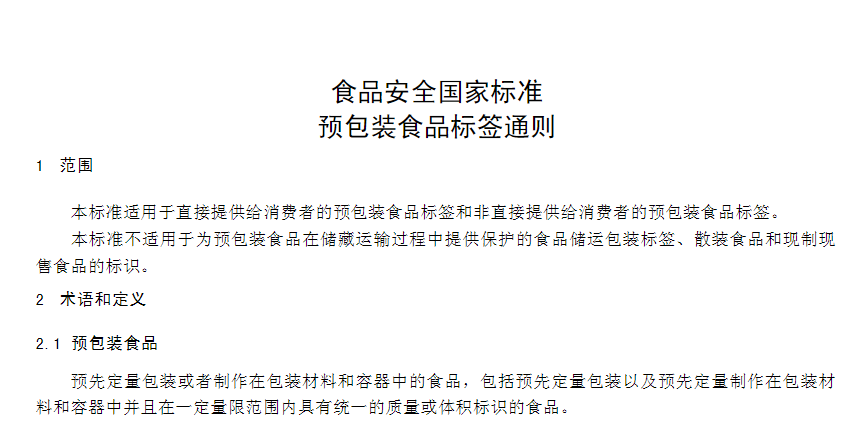 食品安全国家标准
预包装食品标签通则
1 范围
本标准适用于直接提供给消费者的预包装食品标签和非直接提供给消费者的预包装食品标签。
本标准不适用于为预包装食品在储藏运输过程中提供保护的食品储运包装标签、散装食品和现制现
售食品的标识。
2 术语和定义
2.1 预包装食品
预先定量包装或者制作在包装材料和容器中的食品，包括预先定量包装以及预先定量制作在包装材
料和容器中并且在一定量限范围内具有统一的质量或体积标识的食品。